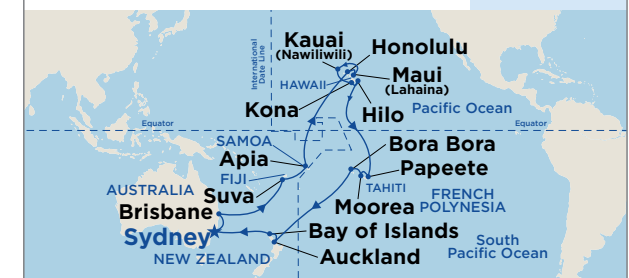 Kauai
(Nawiliwili)
Honolulu
International
Date Line
HAWAII
Maui
(Lahaina)
Kona
Hilo
Pacific Ocean
Equator
Equator
SAMOA
Apia
Bora Bora
Papeete
FIJI
TAHITI
AUSTRALIA
Suva
Moorea
FRENCH
POLYNESIA
Brisbane
Sydney
Bay of Islands
NEW ZEALAND
Auckland
South
Pacific Ocean